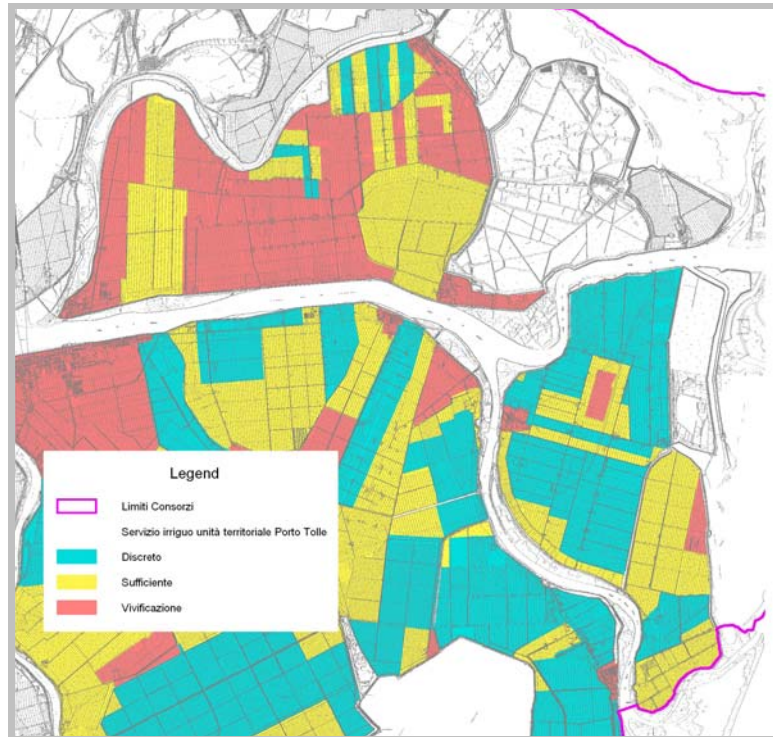 Legend
Limiti Consorzi
Servizio irriguo unità territoriale Porto Tolle
Discreto
Sufficiente
Vivificazione